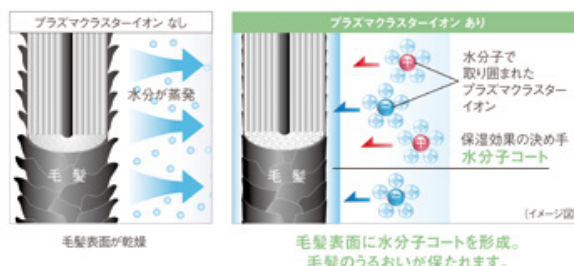 プラズマクラスターイオン なし
水分が蒸発
毛 髪
毛髪表面が乾燥
プラズマクラスターイオン あり
水分子で
取り囲まれた
プラズマクラスター
イオン
保湿効果の決め手
水分子コート
毛 髪
(イメージ図)
毛髪表面に水分子コートを形成。
毛髪のうるおいが保たれます。